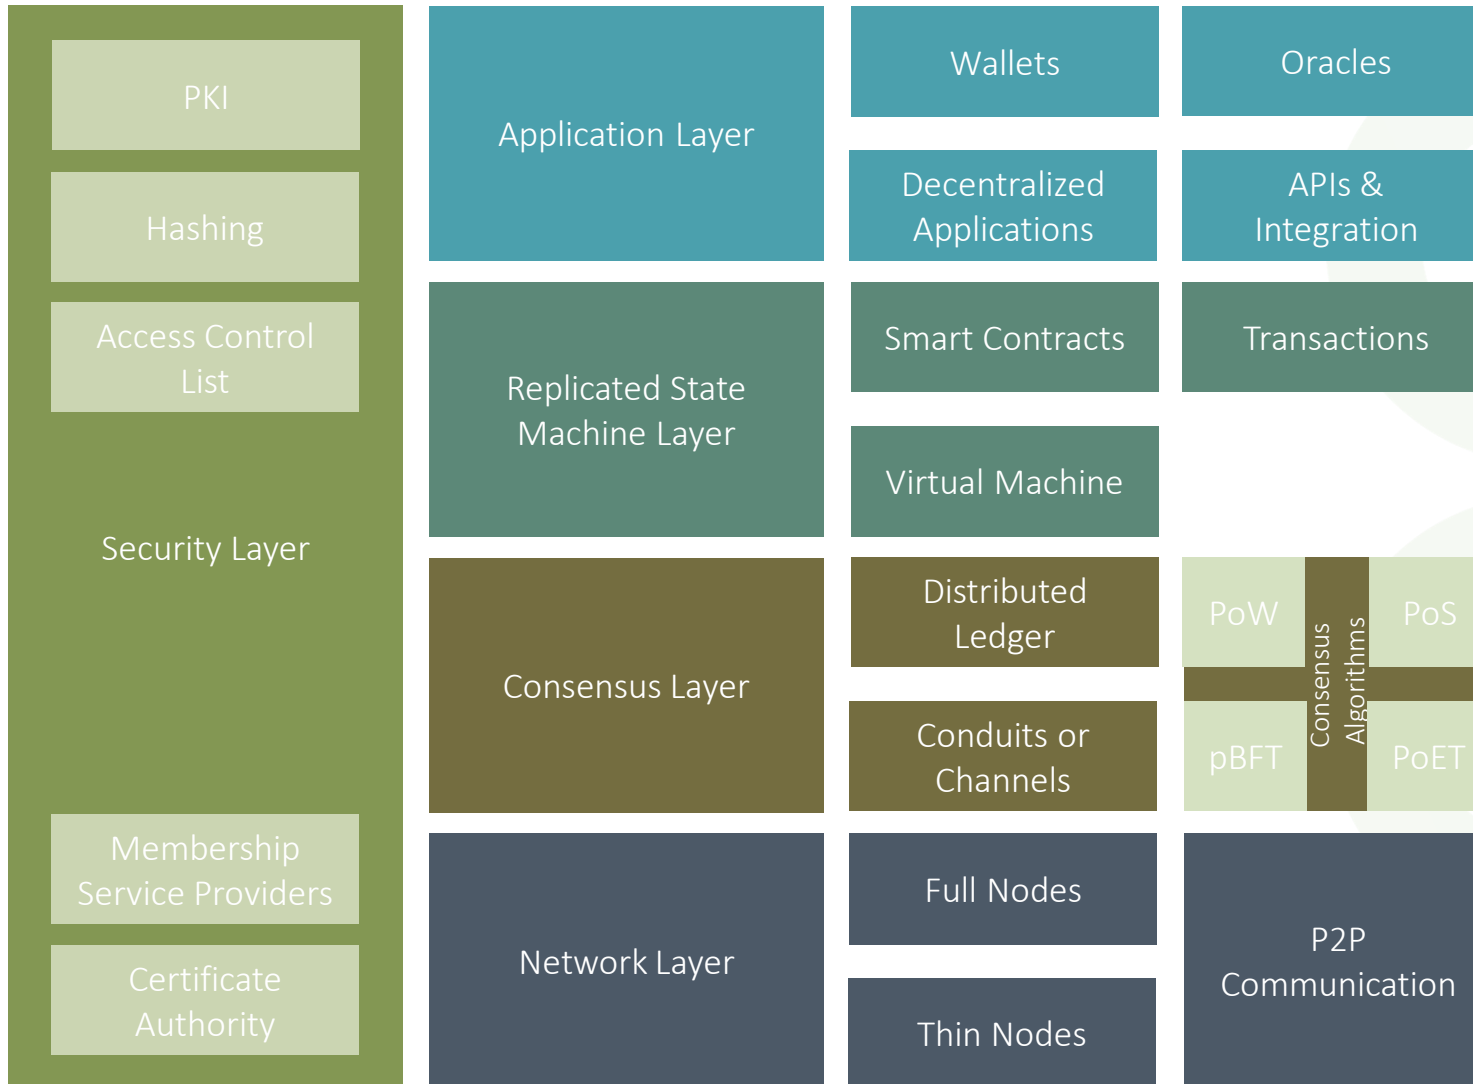 PKI
Hashing
Access Control
List
Security Layer
Membership
Service Providers
Certificate
Authority
Application Layer
Wallets
Oracles
Decentralized
Applications
APIs &
Integration
Replicated State
Machine Layer
Smart Contracts
Transactions
Virtual Machine
Consensus Layer
Distributed
Ledger
Conduits or
Channels
PoW
PoS
Consensus
Algorithms
pBFT
PoET
Network Layer
Full Nodes
Thin Nodes
P2P
Communication